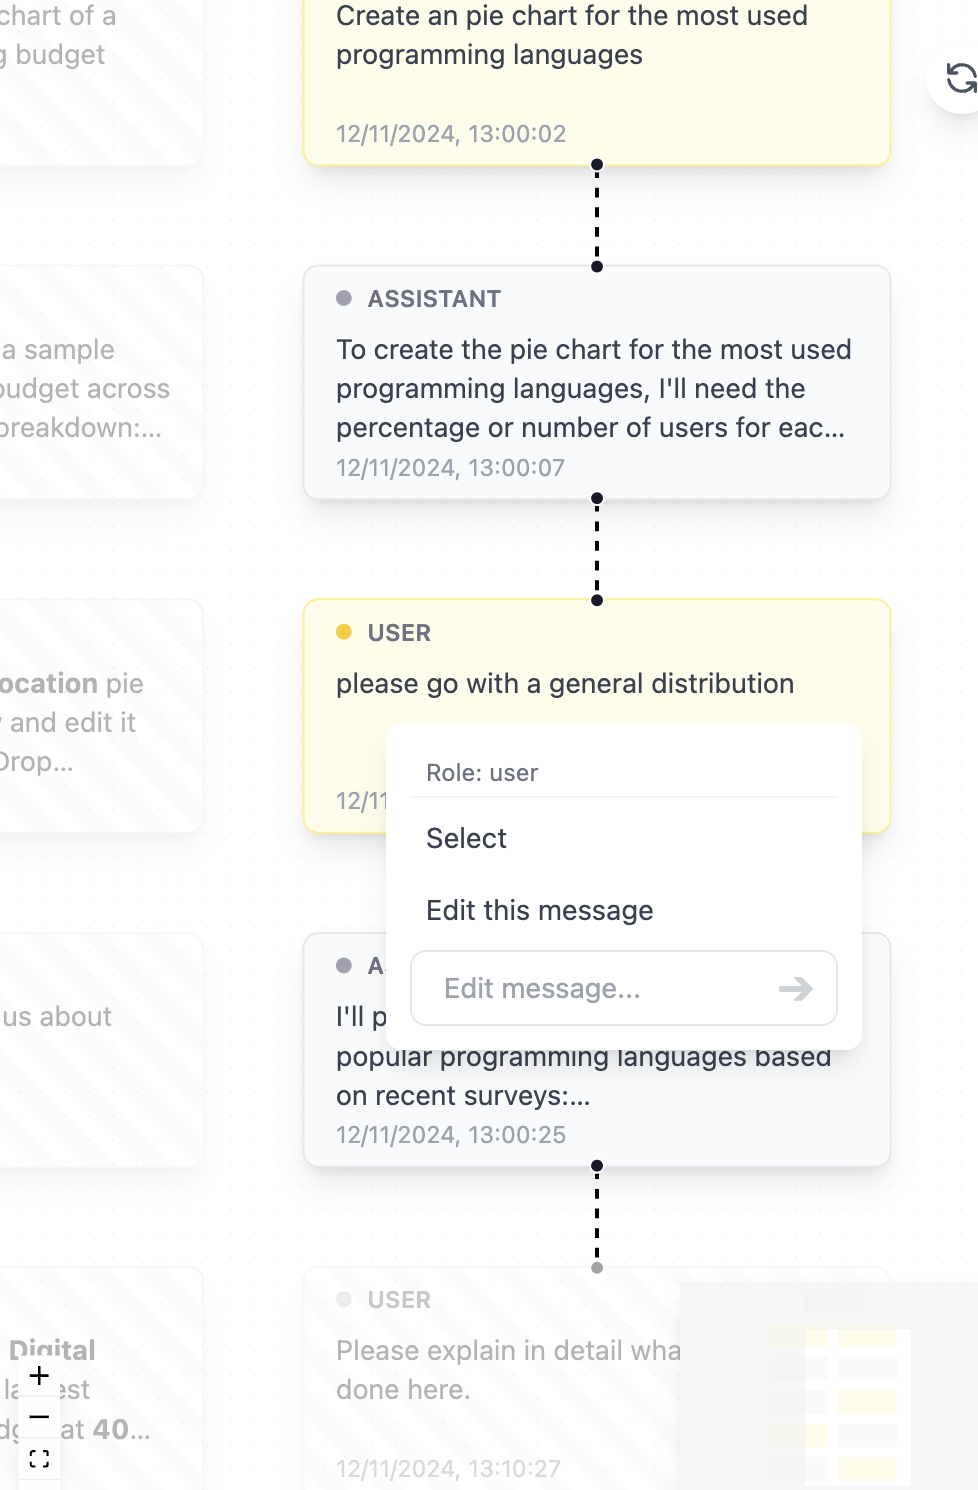 chart of a
g budget
Create an pie chart for the most used
programming languages
12/11/2024, 13:00:02
a sample
budget across
breakdown:...
ASSISTANT
To create the pie chart for the most used
programming languages, I'll need the
percentage or number of users for eac...
12/11/2024, 13:00:07
ocation pie
and edit it
Drop...
USER
please go with a general distribution
12/11
Role: user
Select
Edit this message
Edit message...
us about
A
I'll p
popular programming languages based
on recent surveys:...
12/11/2024, 13:00:25
Digital
la est
dg at 40...
USER
Please explain in detail wha
done here.
12/11/2024, 13:10:27